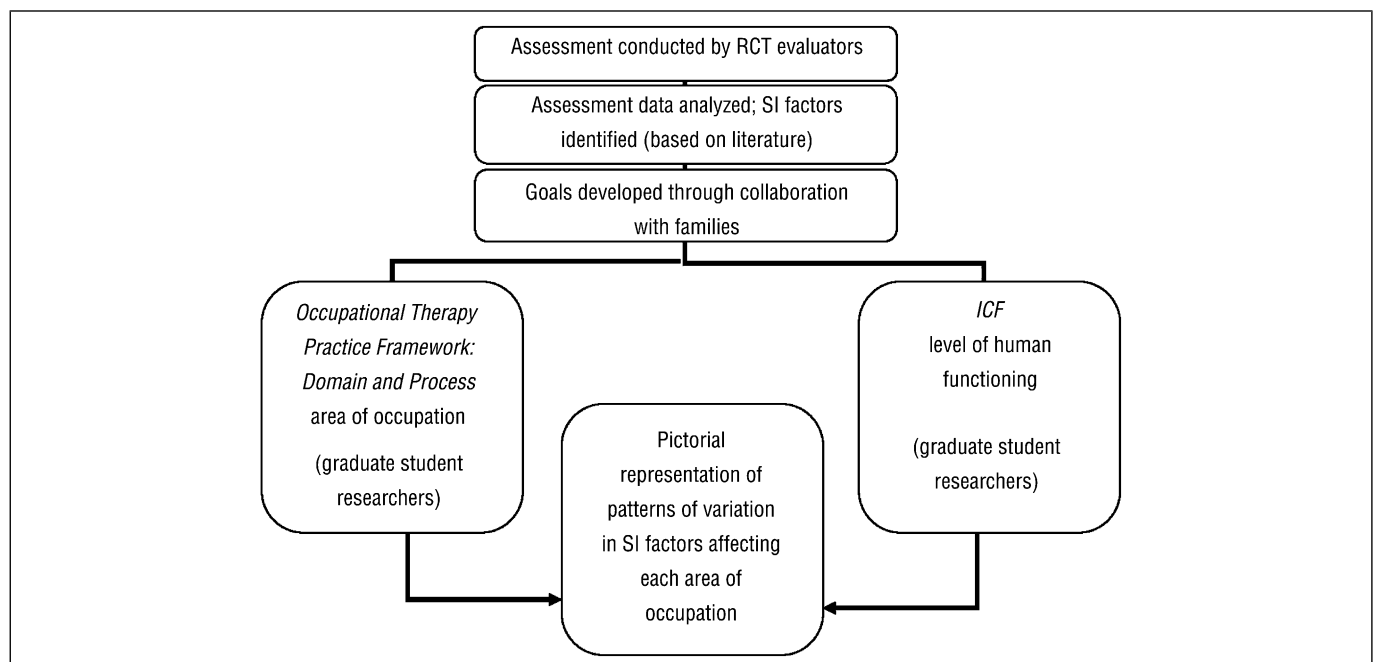 Assessment conducted by RCT evaluators
Assessment data analyzed; SI factors
identified (based on literature)
Goals developed through collaboration
with families
Occupational Therapy
Practice Framework:
Domain and Process
area of occupation
(graduate student
researchers)
ICF
level of human
functioning
(graduate student
researchers)
Pictorial
representation of
patterns of variation
in SI factors affecting
each area of
occupation